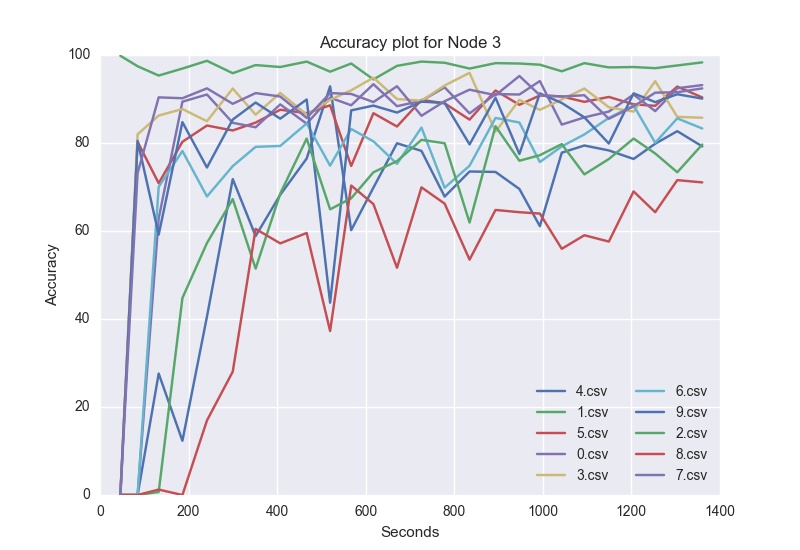 Accuracy plot for Node 3
100
80
60
40
20
0
Accuracy
0 200 400 600 800 1000 1200 1400
Seconds
4.csv 6.csv
1.csv 9.csv
5.csv 2.csv
0.csv 8.csv
3.csv 7.csv